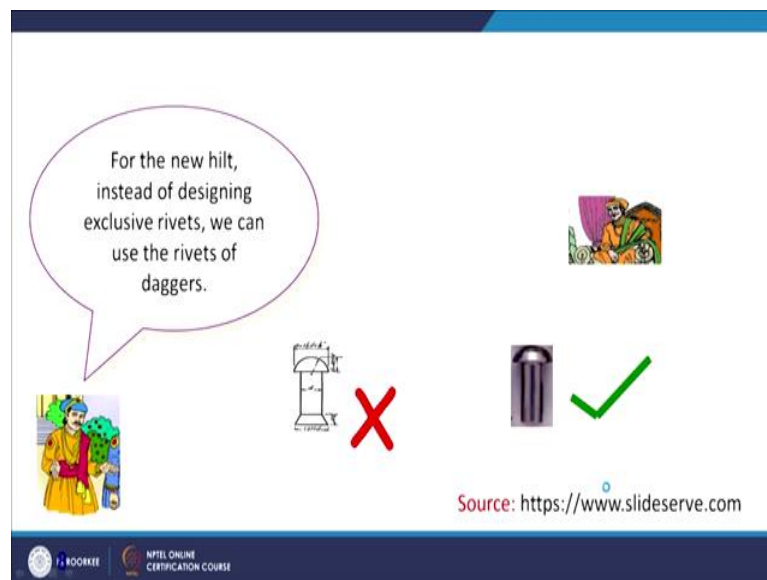 For the new hilt,
instead of designing
exclusive rivets, we can
use the rivets of
daggers.
Source: https://www.slideserve.com
ROORKEE
NPTEL ONLINE
CERTIFICATION COURSE